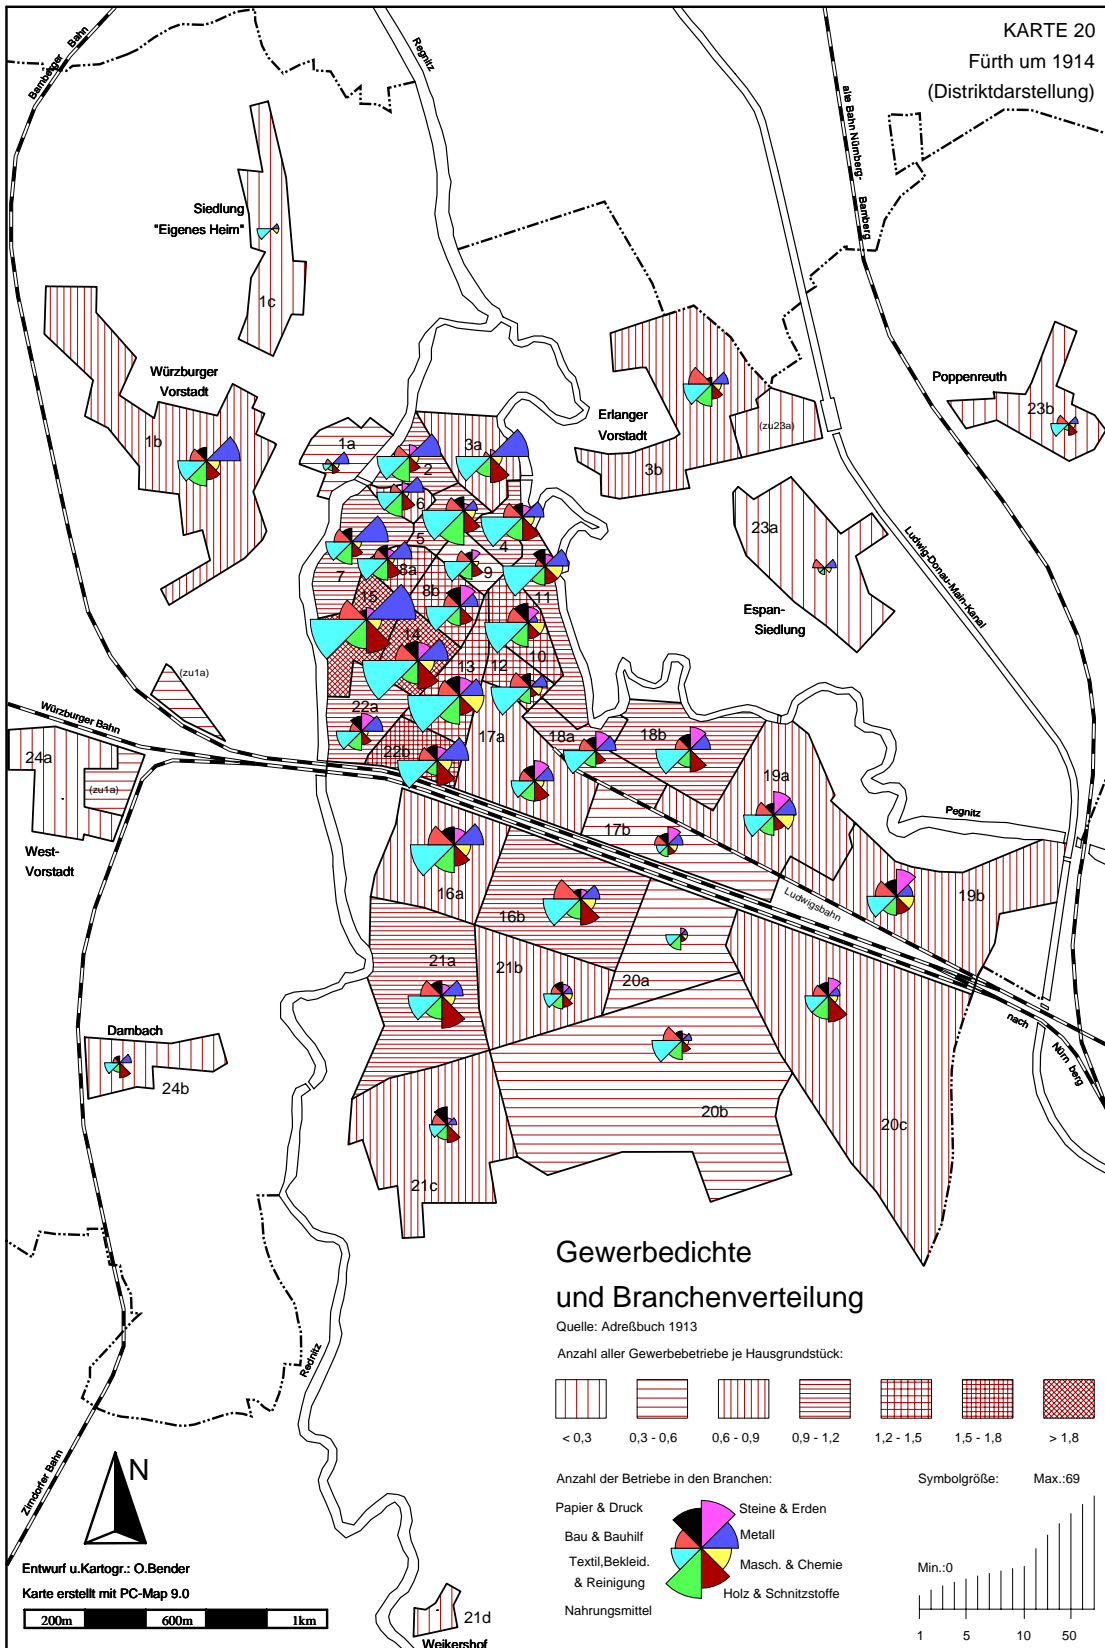 KARTE 20
Fürth um 1914
(Distriktdarstellung)
Bamberger Bahn
Regnitz
alte Bahn Nürnberg-
Bamberg
Siedlung
"Eigenes Heim"
1c
Würzburger
Vorstadt
1b
Erlanger
Vorstadt
3b
(zu23a)
Poppenreuth
23b
1a
2
3a
6
5
4
7
8a
8b
9
11
15
14
13
12
10
23a
Espan-
Siedlung
Ludwig-Donau-Main-Kanal
(zu1a)
Würzburger Bahn
24a
(zu1a)
West-
Vorstadt
22a
22b
17a
18a
18b
19a
17b
Pegnitz
Ludwigsbahn
19b
16a
16b
21a
21b
20a
nach
Nürn berg
Dambach
24b
20b
20c
21c
Rednitz
Zirndorfer Bahn
Gewerbedichte
und Branchenverteilung
Quelle: Adreßbuch 1913
Anzahl aller Gewerbebetriebe je Hausgrundstück:
< 0,3 0,3 - 0,6 0,6 - 0,9 0,9 - 1,2 1,2 - 1,5 1,5 - 1,8 > 1,8
Anzahl der Betriebe in den Branchen:
Papier & Druck
Steine & Erden
Bau & Bauhilf
Metall
Textil,Bekleid.
& Reinigung
Masch. & Chemie
Holz & Schnitzstoffe
Nahrungsmittel
Symbolgröße: Max.:69
Min.:0
1 5 10 50
N
Entwurf u.Kartogr.: O.Bender
Karte erstellt mit PC-Map 9.0
200m 600m 1km
21d
Weikershof